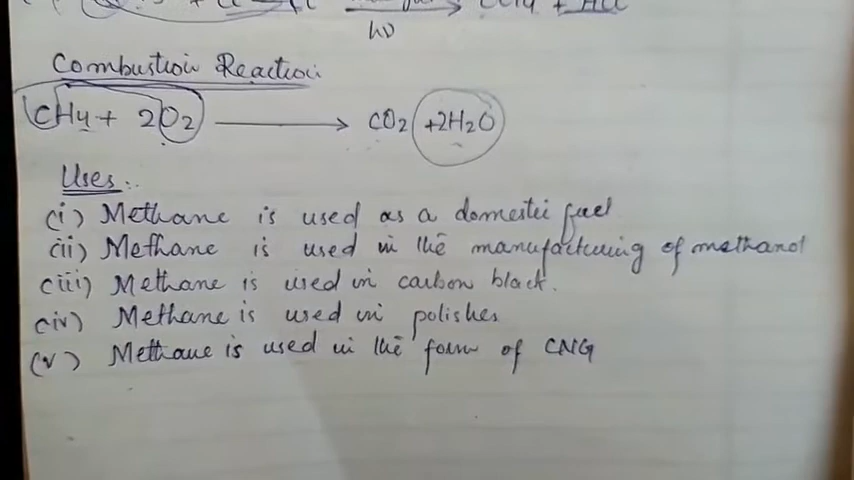 hν
Combustion Reaction
CH4 + 2O2 → CO2 + 2H2O
Uses:
(i) Methane is used as a domestic fuel
(ii) Methane is used in the manufacturing of methanol
(iii) Methane is used in carbon black.
(iv) Methane is used in polishes
(v) Methane is used in the form of CNG